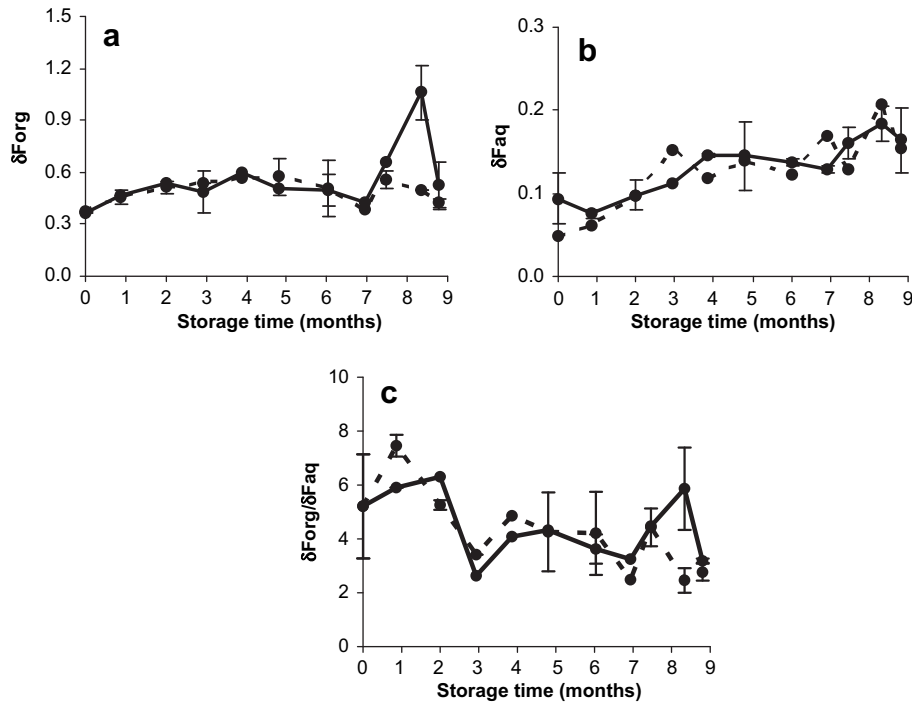 a
1.5
1.2
0.9
0.6
0.3
0.0
δForg
0 1 2 3 4 5 6 7 8 9
Storage time (months)
b
0.3
0.2
0.1
0.0
δFaq
0 1 2 3 4 5 6 7 8 9
Storage time (months)
c
10
8
6
4
2
0
δForg/δFaq
0 1 2 3 4 5 6 7 8 9
Storage time (months)